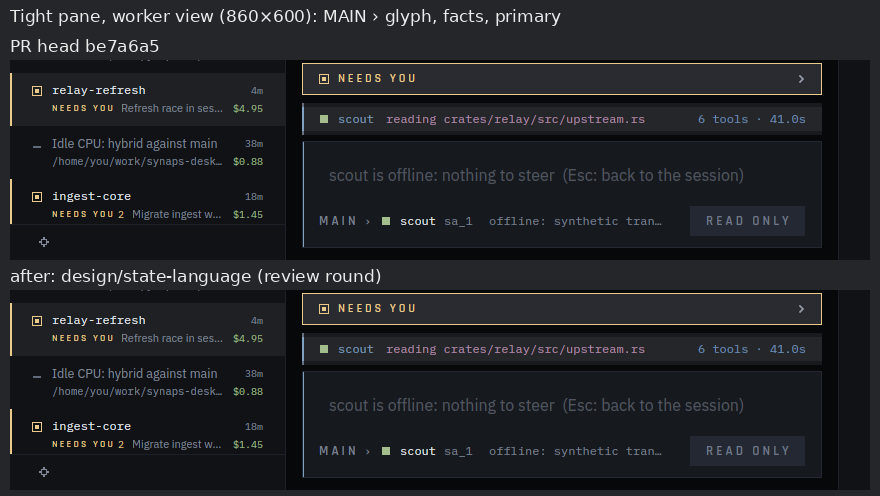 Tight pane, worker view (860×600): MAIN › glyph, facts, primary
PR head be7a6a5
relay-refresh 4m
NEEDS YOU Refresh race in ses… $4.95
Idle CPU: hybrid against main 38m
/home/you/work/synaps-desk… $0.88
ingest-core 18m
NEEDS YOU 2 Migrate ingest w… $1.45
NEEDS YOU ›
scout reading crates/relay/src/upstream.rs 6 tools · 41.0s
scout is offline: nothing to steer (Esc: back to the session)
MAIN › scout sa_1 offline: synthetic tran… READ ONLY
after: design/state-language (review round)
relay-refresh 4m
NEEDS YOU Refresh race in ses… $4.95
Idle CPU: hybrid against main 38m
/home/you/work/synaps-desk… $0.88
ingest-core 18m
NEEDS YOU 2 Migrate ingest w… $1.45
NEEDS YOU ›
scout reading crates/relay/src/upstream.rs 6 tools · 41.0s
scout is offline: nothing to steer (Esc: back to the session)
MAIN › scout sa_1 offline: synthetic tran… READ ONLY